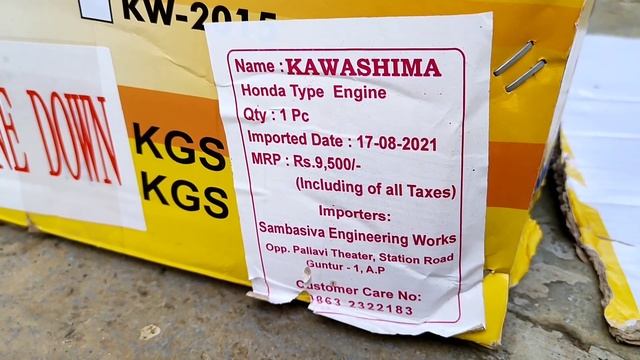 KW-2015
NE DOWN
KGS
KGS
Name : KAWASHIMA
Honda Type Engine
Qty : 1 Pc
Imported Date : 17-08-2021
MRP : Rs.9,500/-
(Including of all Taxes)
Importers:
Sambasiva Engineering Works
Opp. Pallavi Theater, Station Road
Guntur - 1, A.P
Customer Care No:
0863 2322183